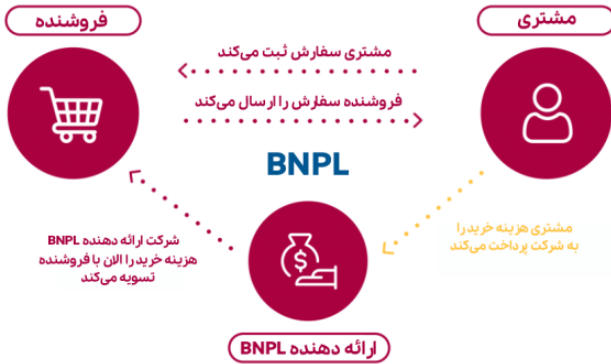 مشتری
فروشنده
مشتری سفارش ثبت می‌کند
فروشنده سفارش را ارسال می‌کند
BNPL
مشتری هزینه خرید را
به شرکت پرداخت می‌کند
شرکت ارائه دهنده BNPL
هزینه خرید را الان با فروشنده
تسویه می‌کند
$
ارائه دهنده BNPL